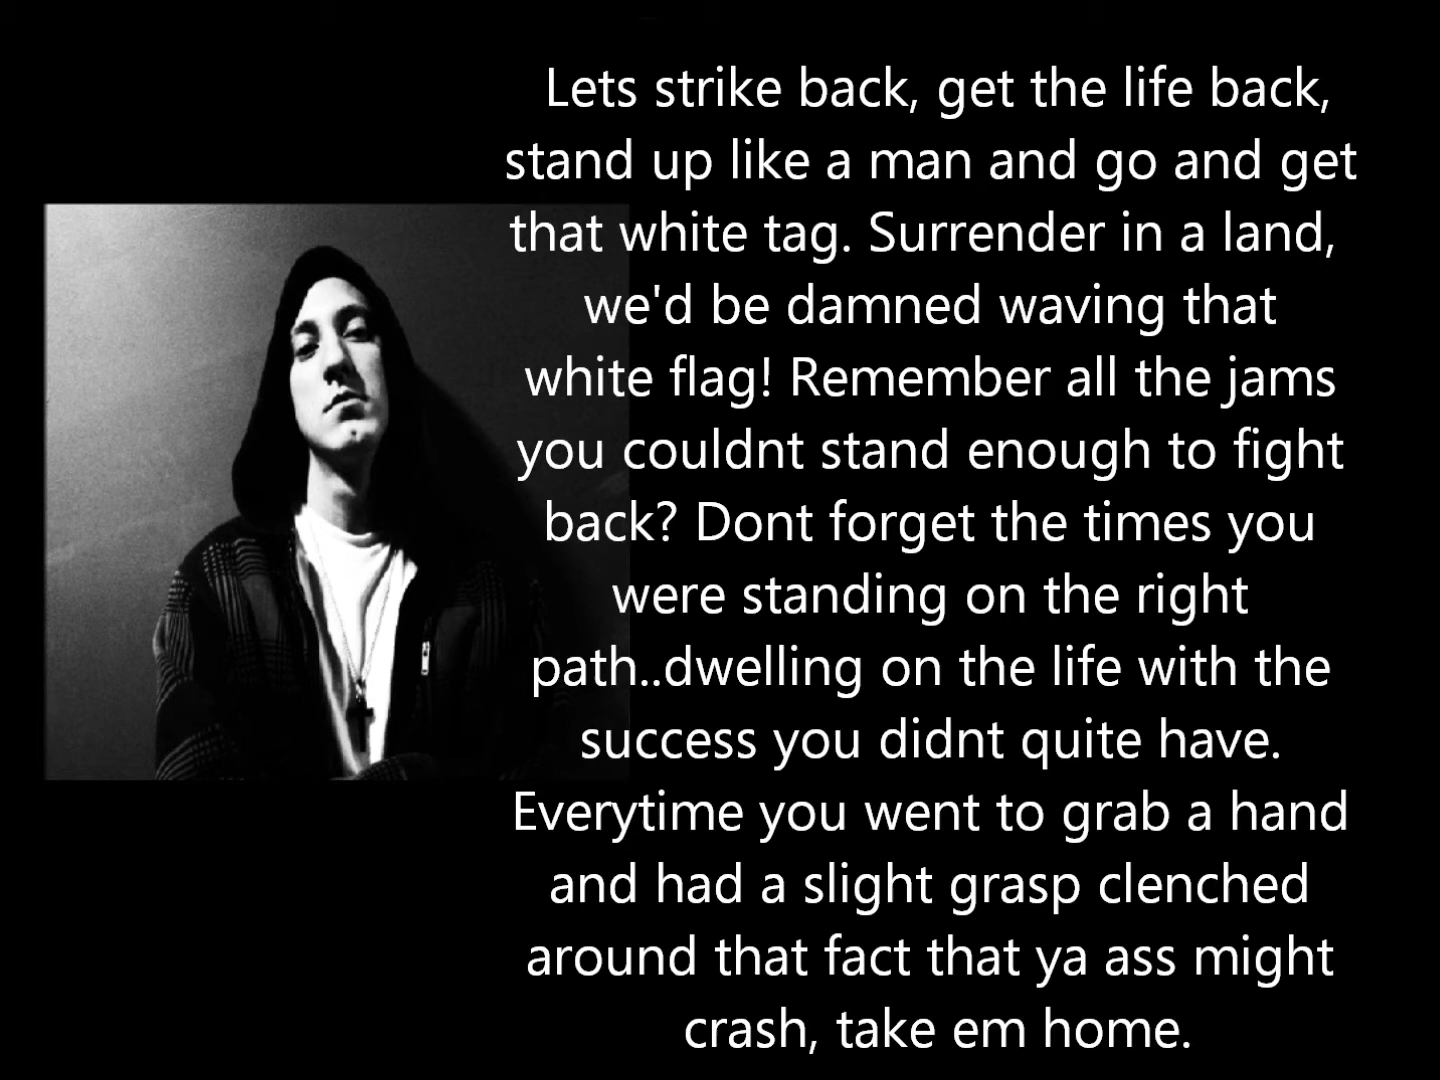 Lets strike back, get the life back,
stand up like a man and go and get
that white tag. Surrender in a land,
we'd be damned waving that
white flag! Remember all the jams
you couldnt stand enough to fight
back? Dont forget the times you
were standing on the right
path..dwelling on the life with the
success you didnt quite have.
Everytime you went to grab a hand
and had a slight grasp clenched
around that fact that ya ass might
crash, take em home.